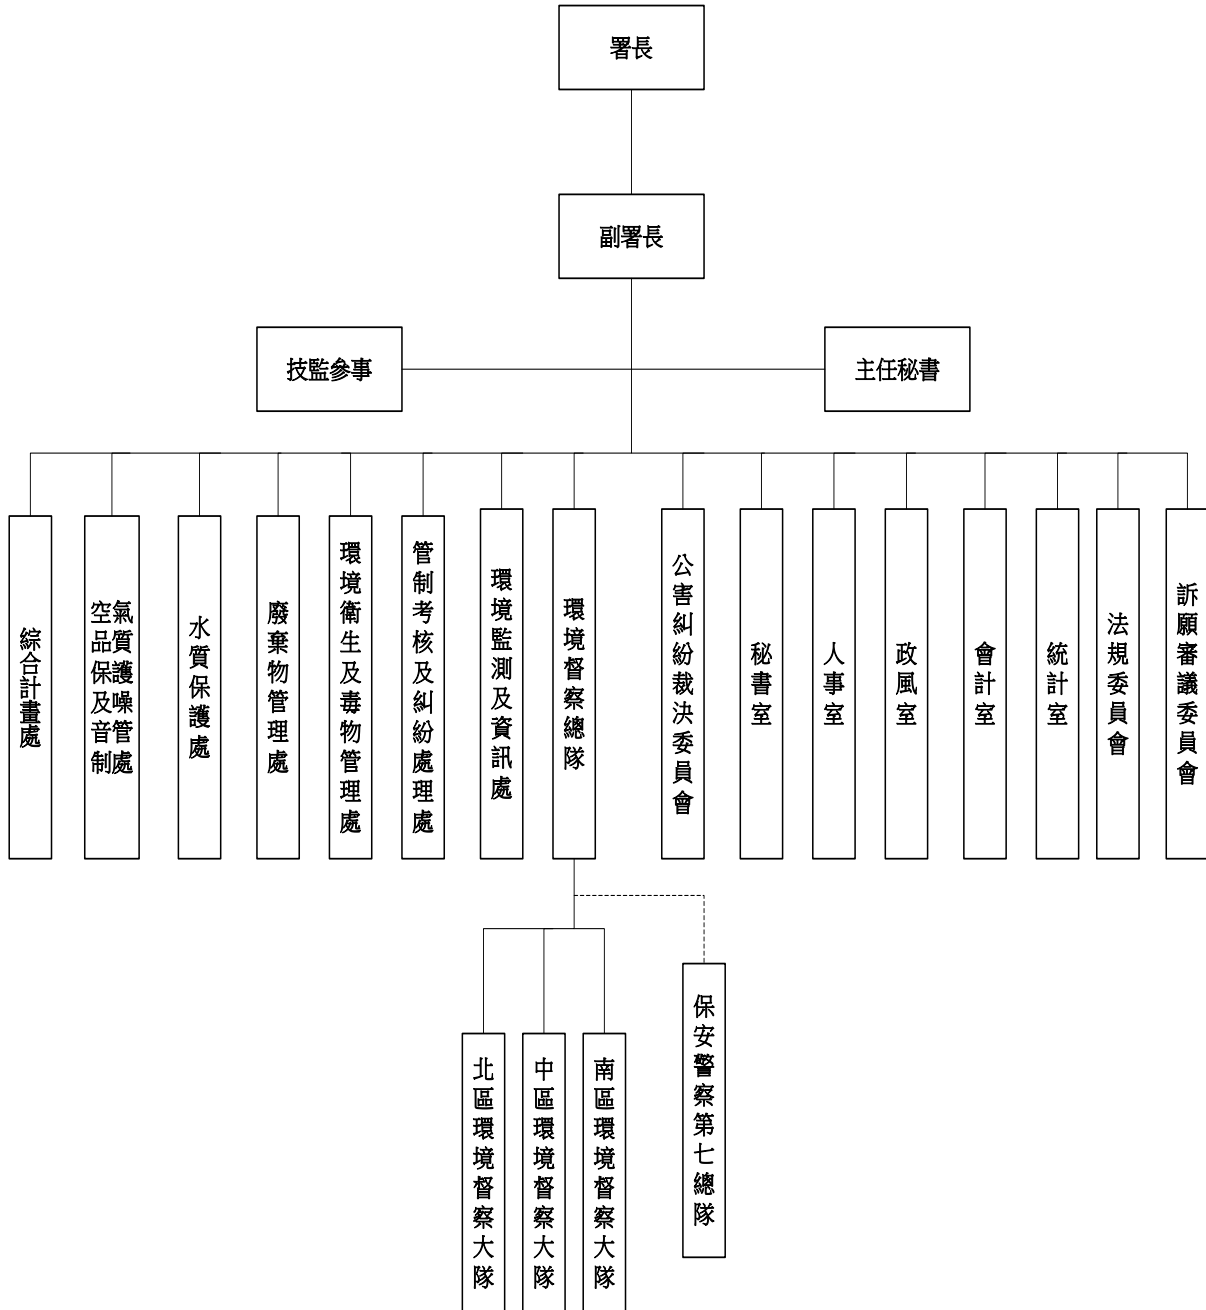 署長
副署長
技監參事
主任秘書
綜合計畫處
空氣品質保護及噪音管制處
水質保護處
廢棄物管理處
環境衛生及毒物管理處
管制考核及糾紛處理處
環境監測及資訊處
環境督察總隊
公害糾紛裁決委員會
秘書室
人事室
政風室
會計室
統計室
法規委員會
訴願審議委員會
北區環境督察大隊
中區環境督察大隊
南區環境督察大隊
保安警察第七總隊